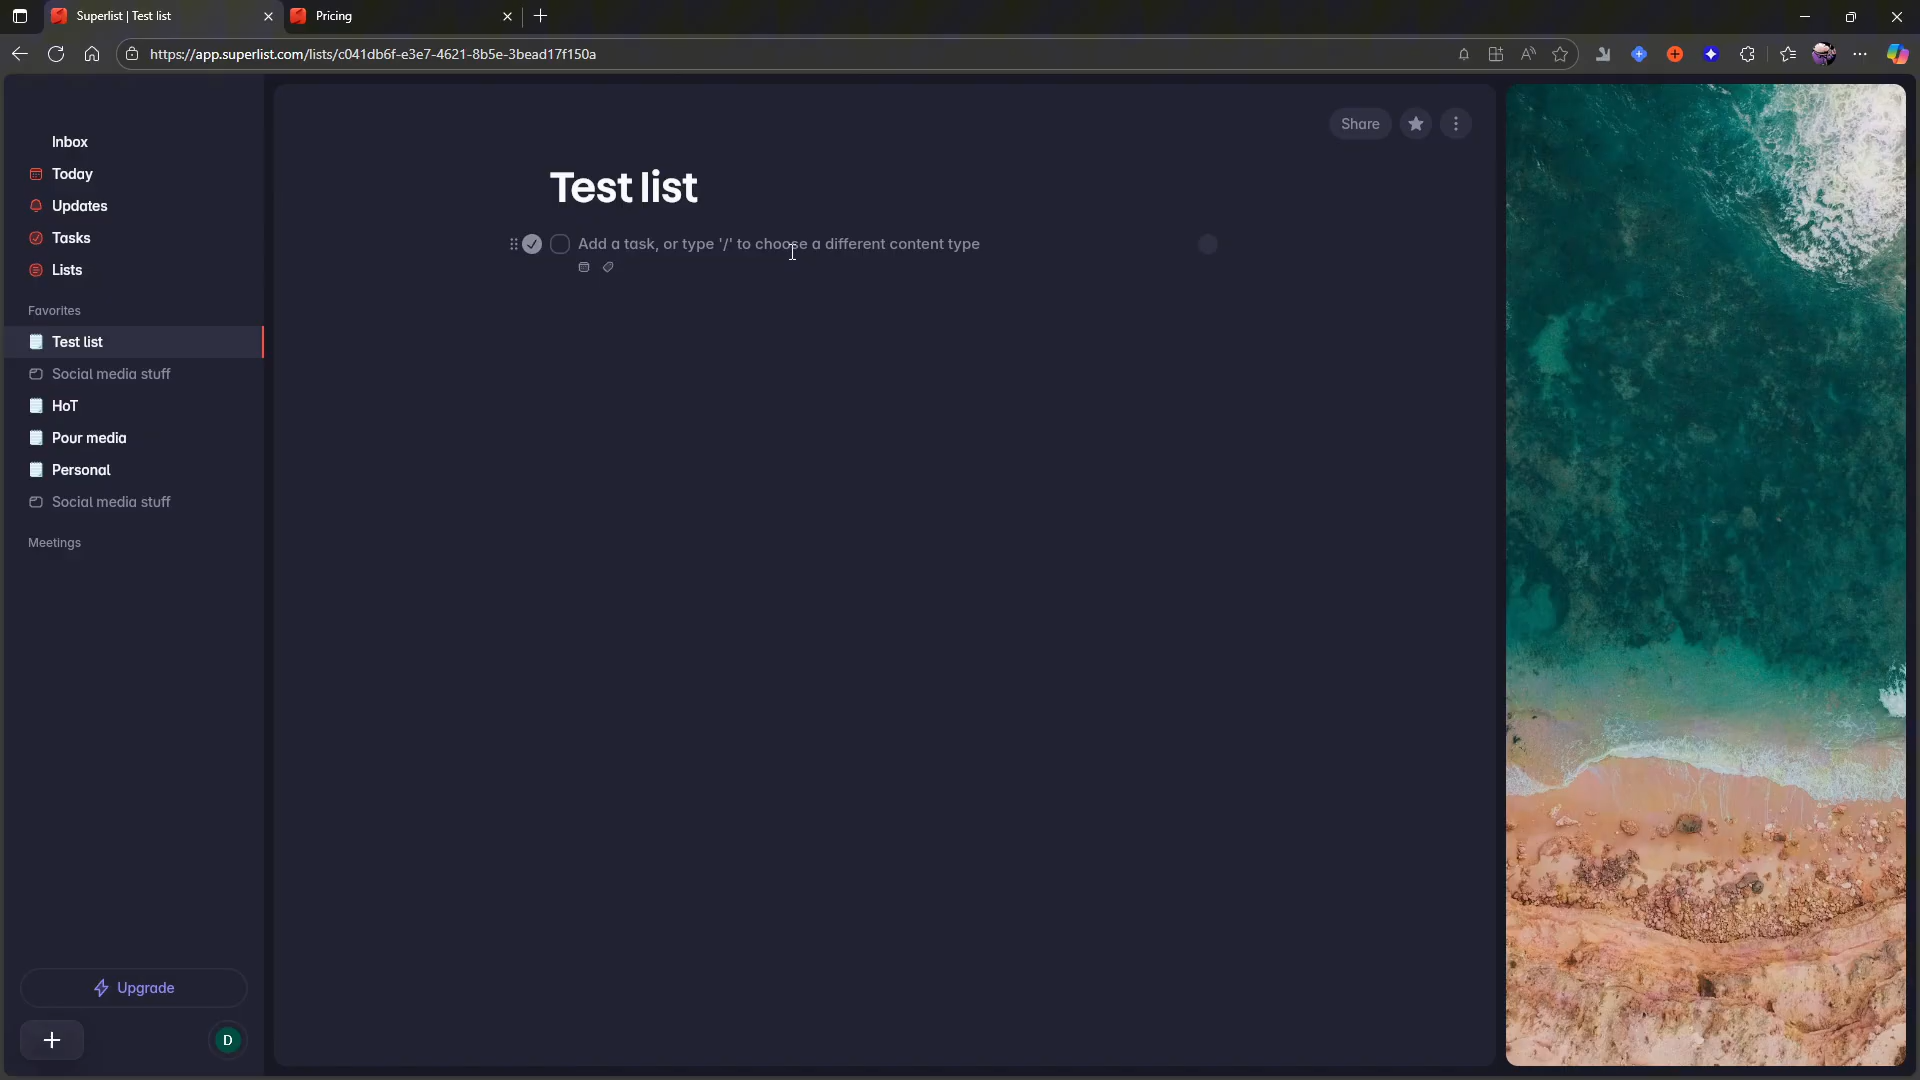 Superlist | Test list
Pricing
https://app.superlist.com/lists/c041db6f-e3e7-4621-8b5e-3bead17f150a
Inbox
Today
Updates
Tasks
Lists
Favorites
Test list
Social media stuff
HoT
Pour media
Personal
Social media stuff
Meetings
Upgrade
D
Share
Test list
Add a task, or type '/' to choose a different content type